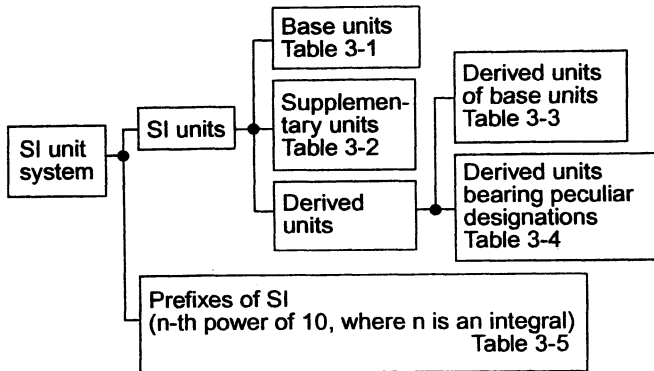 SI unit
system
SI units
Base units
Table 3-1
Supplemen-
tary units
Table 3-2
Derived
units
Derived units
of base units
Table 3-3
Derived units
bearing peculiar
designations
Table 3-4
Prefixes of SI
(n-th power of 10, where n is an integral)
Table 3-5